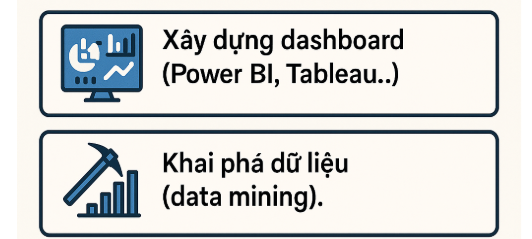 Xây dựng dashboard
(Power BI, Tableau..)
Khai phá dữ liệu
(data mining).